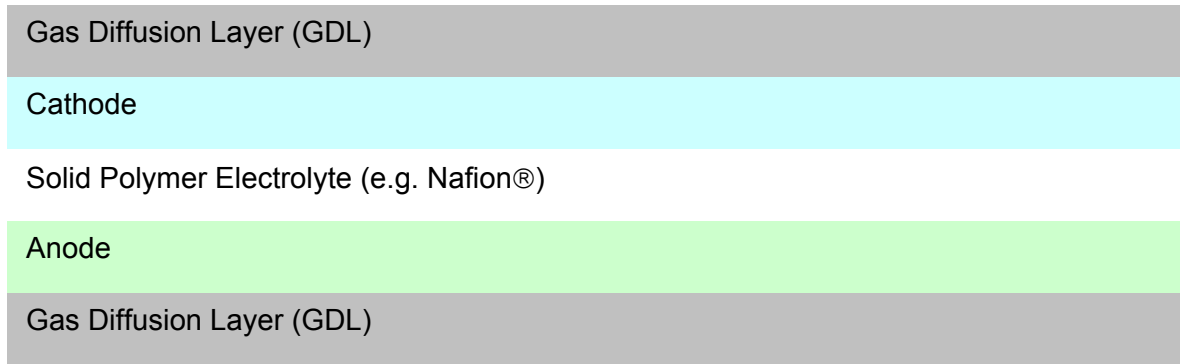 Gas Diffusion Layer (GDL)
Cathode
Solid Polymer Electrolyte (e.g. Nafion®)
Anode
Gas Diffusion Layer (GDL)